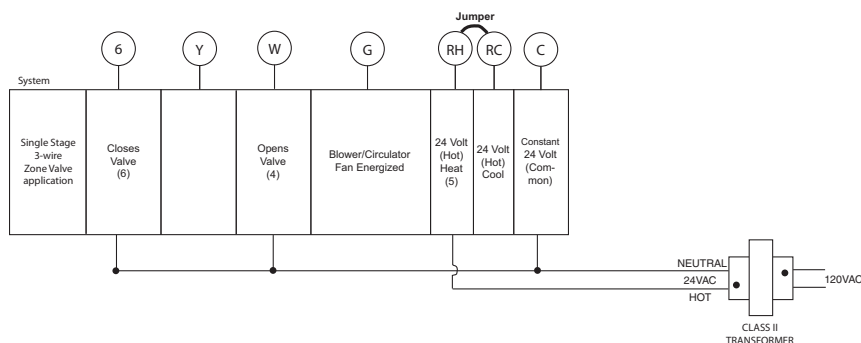 Jumper
6
Y
W
G
RH
RC
C
System
Single Stage
3-wire
Zone Valve
application
Closes
Valve
(6)
Opens
Valve
(4)
Blower/Circulator
Fan Energized
24 Volt
(Hot)
Heat
(5)
24 Volt
(Hot)
Cool
Constant
24 Volt
(Com-
mon)
NEUTRAL
24VAC
HOT
120VAC
CLASS II
TRANSFORMER